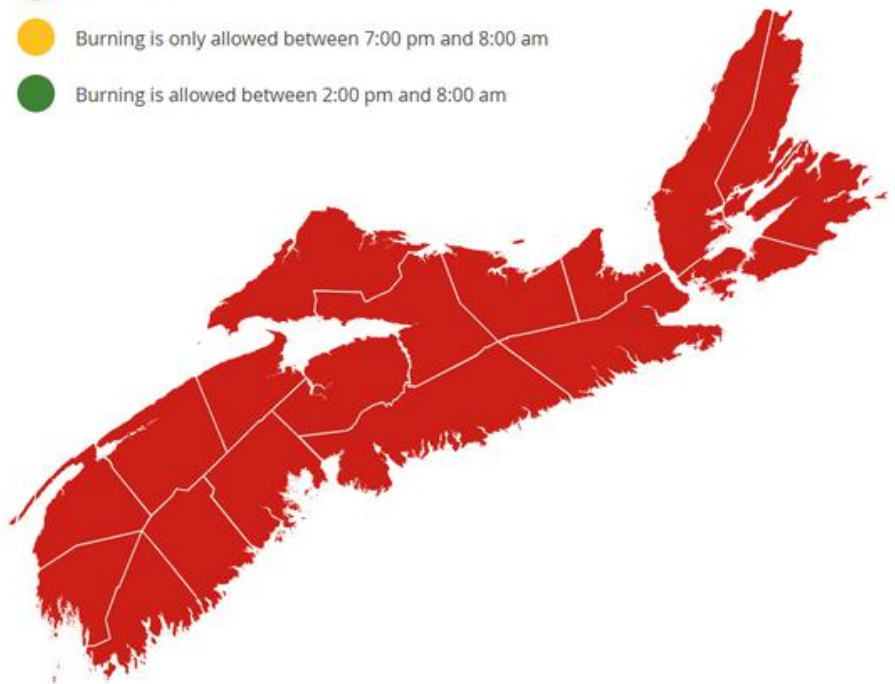 Burning is only allowed between 7:00 pm and 8:00 am
Burning is allowed between 2:00 pm and 8:00 am